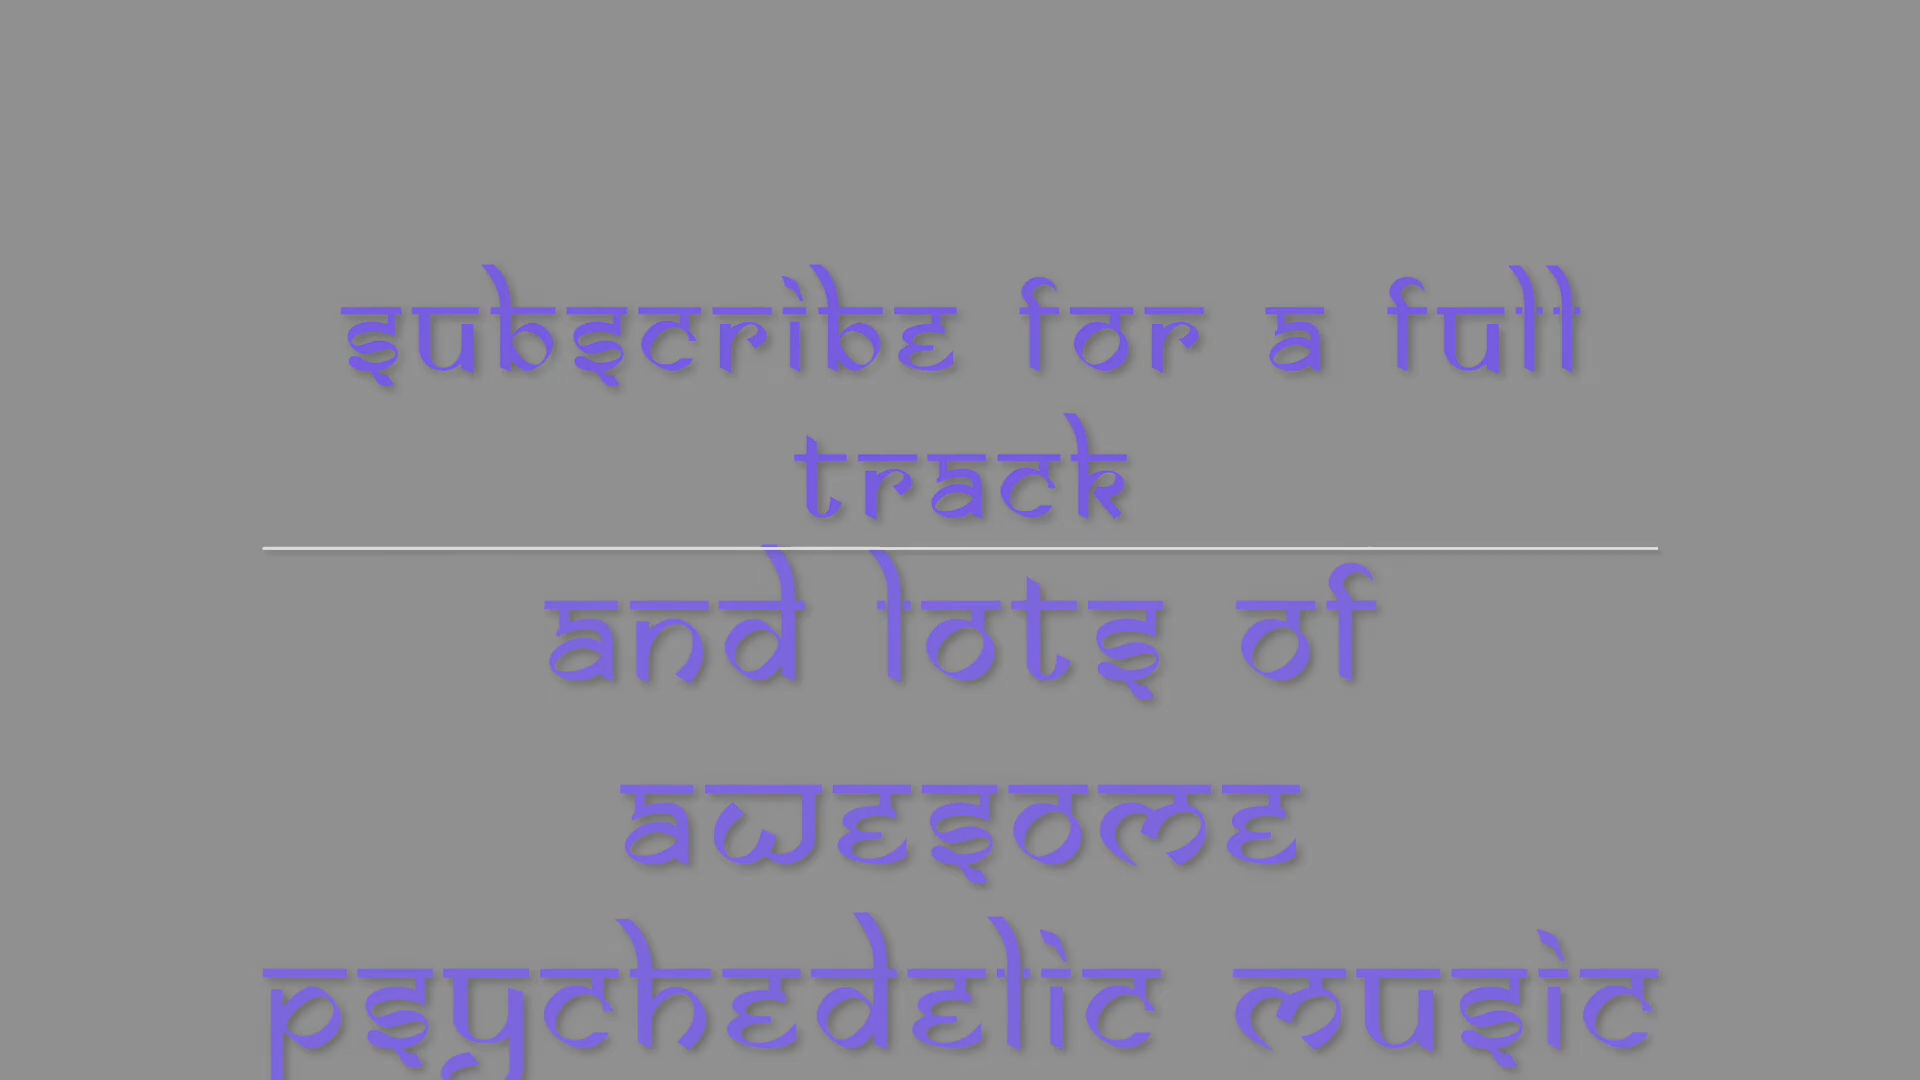 subscribe for a full
track
and lots of
awesome
psychedelic music